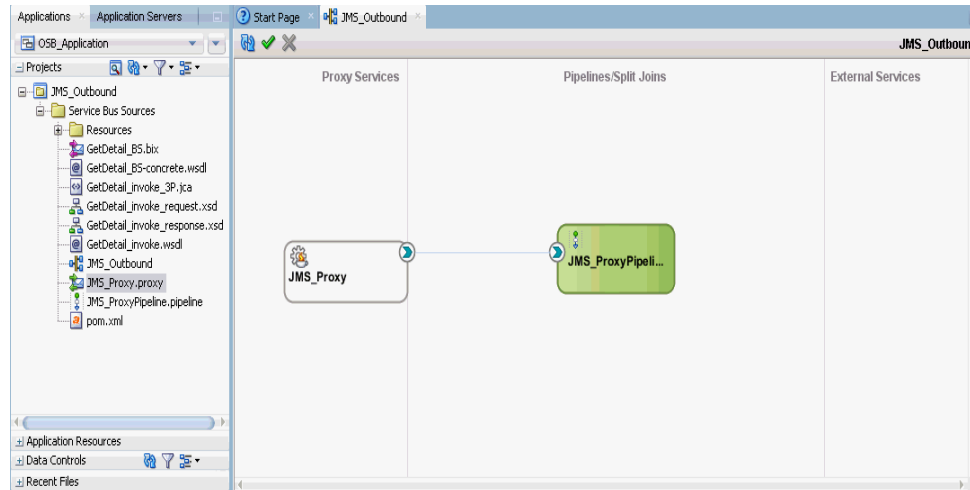 Applications
Application Servers
Start Page
JMS_Outbound
OSB_Application
JMS_Outboun
Projects
JMS_Outbound
Service Bus Sources
Resources
GetDetail_BS.bix
GetDetail_BS-concrete.wsdl
GetDetail_invoke_3P.jca
GetDetail_invoke_request.xsd
GetDetail_invoke_response.xsd
GetDetail_invoke.wsdl
JMS_Outbound
JMS_Proxy.proxy
JMS_ProxyPipeline.pipeline
pom.xml
Application Resources
Data Controls
Recent Files
Proxy Services
Pipelines/Split Joins
External Services
JMS_Proxy
JMS_ProxyPipeli...